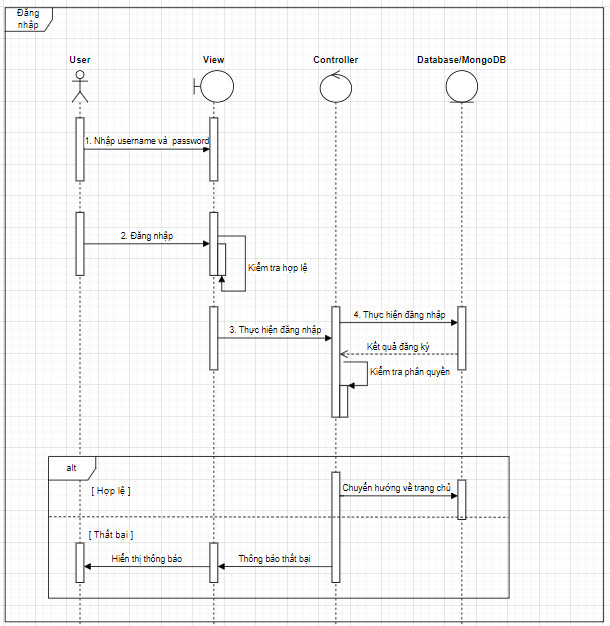 Đăng
nhập
User
View
Controller
Database/MongoDB
1. Nhập username và password
2. Đăng nhập
Kiểm tra hợp lệ
4. Thực hiện đăng nhập
3. Thực hiện đăng nhập
Kết quả đăng ký
Kiểm tra phân quyền
alt
[ Hợp lệ ]
Chuyển hướng về trang chủ
[ Thất bại ]
Hiển thị thông báo
Thông báo thất bại